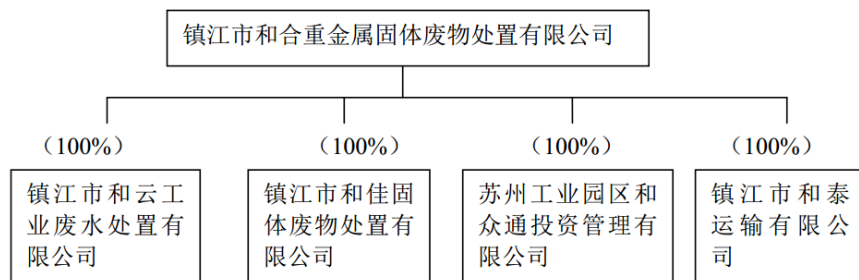 镇江市和合重金属固体废物处置有限公司
（100%）
（100%）
（100%）
（100%）
镇江市和云工
业废水处置有
限公司
镇江市和佳固
体废物处置有
限公司
苏州工业园区和
众通投资管理有
限公司
镇江市和泰
运输有限公
司